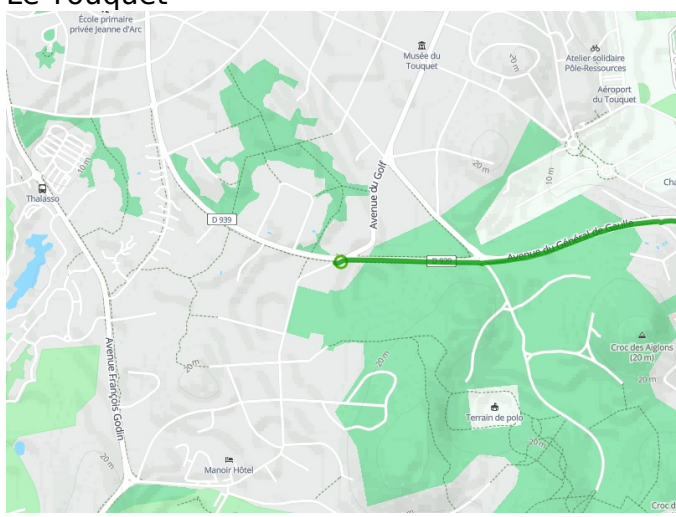 Le Touquet
École primaire
privée Jeanne d'Arc
Musée du
Touquet
20 m
Atelier solidaire
Pôle-Ressources
Aéroport
du Touquet
10 m
Thalasso
D 939
Avenue du Golf
20 m
10 m
Cha
Avenue du Général de Gaulle
D 939
Avenue François Godin
20 m
20 m
Croc des Aiglons
(20 m)
20 m
Terrain de polo
20 m
20 m
Manoir Hôtel
Croc d